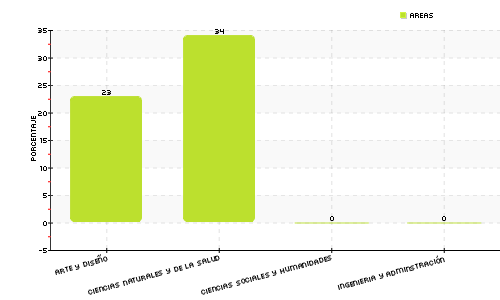 AREAS
PORCENTAJE
35
30
25
20
15
10
5
0
-5
23
34
0
0
ARTE Y DISEÑO
CIENCIAS NATURALES Y DE LA SALUD
CIENCIAS SOCIALES Y HUMANIDADES
INGENIERIA Y ADMINSTRACIÓN